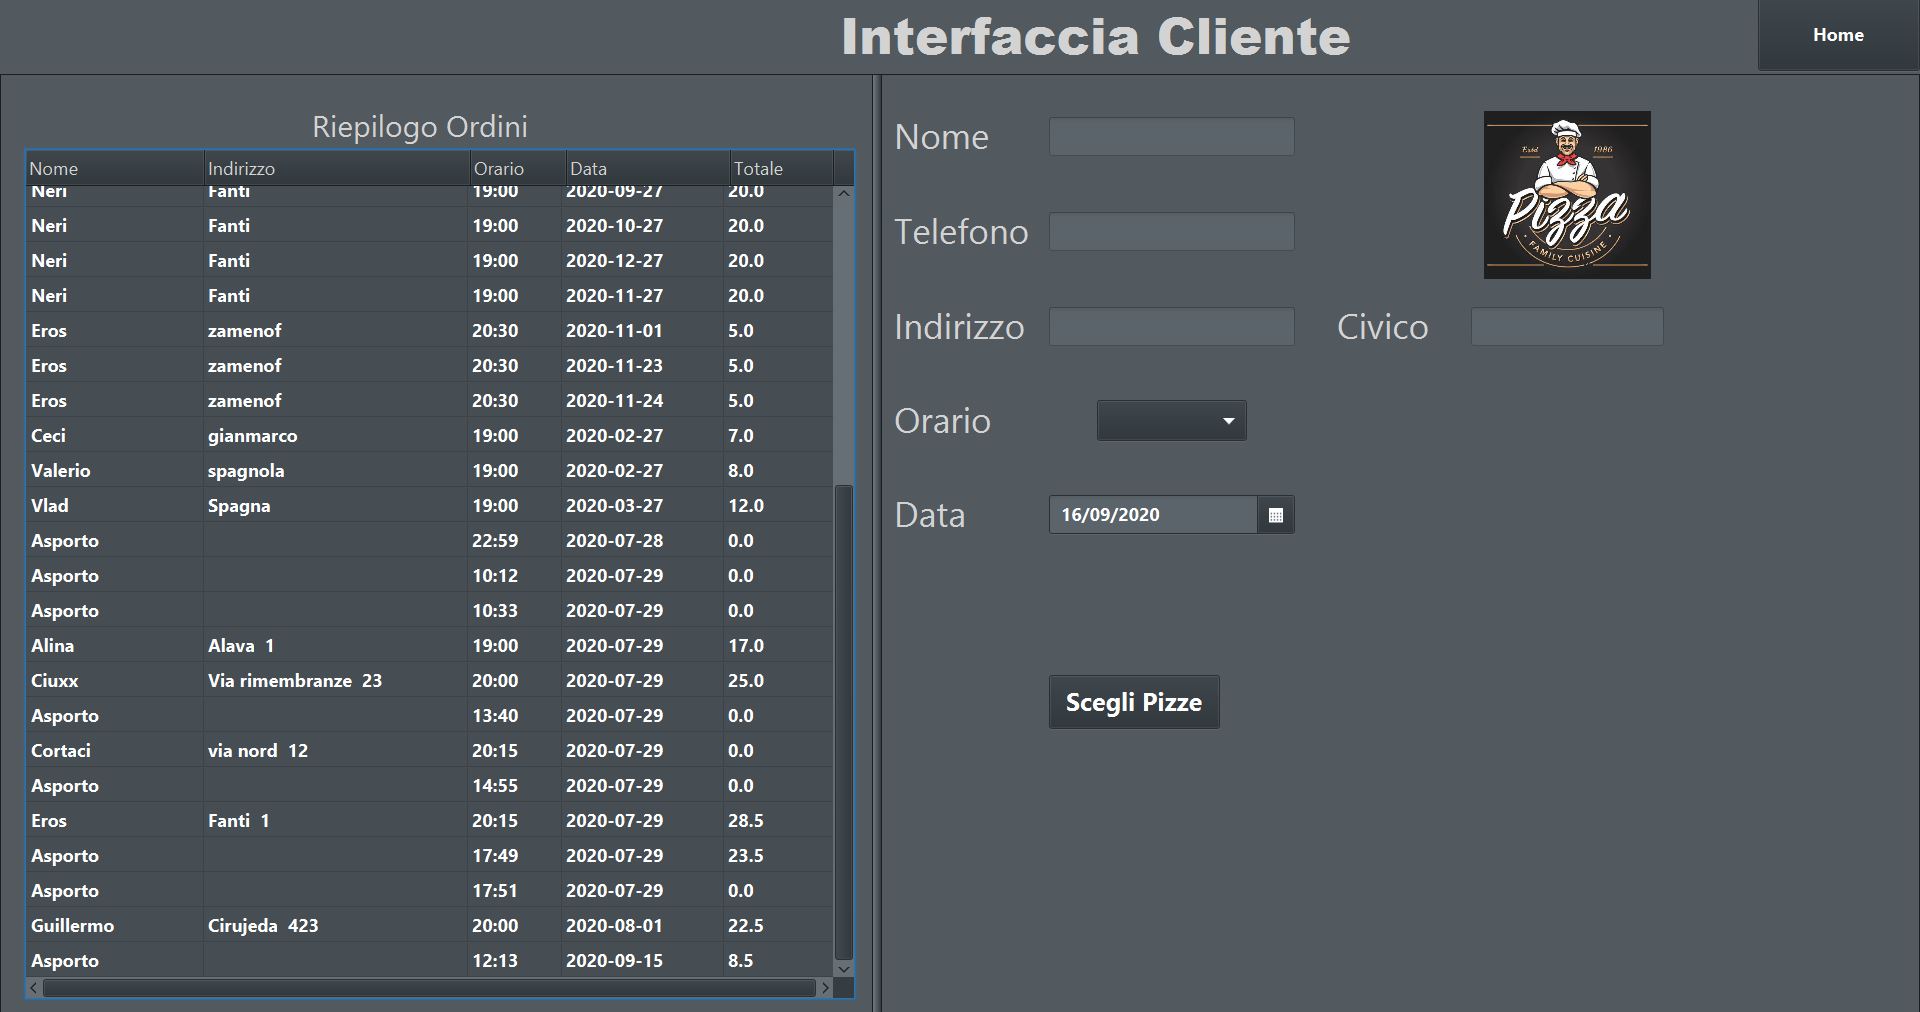 Interfaccia Cliente
Home
Riepilogo Ordini
Nome Indirizzo Orario Data Totale
Neri Fanti 19:00 2020-09-27 20.0
Neri Fanti 19:00 2020-10-27 20.0
Neri Fanti 19:00 2020-12-27 20.0
Neri Fanti 19:00 2020-11-27 20.0
Eros zamenof 20:30 2020-11-01 5.0
Eros zamenof 20:30 2020-11-23 5.0
Eros zamenof 20:30 2020-11-24 5.0
Ceci gianmarco 19:00 2020-02-27 7.0
Valerio spagnola 19:00 2020-02-27 8.0
Vlad Spagna 19:00 2020-03-27 12.0
Asporto 22:59 2020-07-28 0.0
Asporto 10:12 2020-07-29 0.0
Asporto 10:33 2020-07-29 0.0
Alina Alava 1 19:00 2020-07-29 17.0
Ciuxx Via rimembranze 23 20:00 2020-07-29 25.0
Asporto 13:40 2020-07-29 0.0
Cortaci via nord 12 20:15 2020-07-29 0.0
Asporto 14:55 2020-07-29 0.0
Eros Fanti 1 20:15 2020-07-29 28.5
Asporto 17:49 2020-07-29 23.5
Asporto 17:51 2020-07-29 0.0
Guillermo Cirujeda 423 20:00 2020-08-01 22.5
Asporto 12:13 2020-09-15 8.5
Nome
Estd 1986
Pizza
FAMILY CUISINE
Telefono
Indirizzo Civico
Orario
Data 16/09/2020
Scegli Pizze